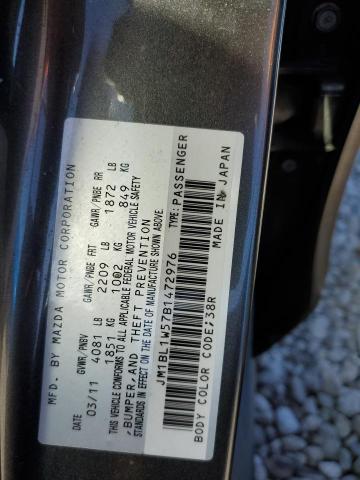 MFD. BY MAZDA MOTOR CORPORATION
DATE GVWR/PNBV GAWR/PNBE FRT GAWR/PNBE RR
03/11 4081 LB 2209 LB 1872 LB
1851 KG 1002 KG 849 KG
THIS VEHICLE CONFORMS TO ALL APPLICABLE FEDERAL MOTOR VEHICLE SAFETY
,BUMPER,AND THEFT PREVENTION
STANDARDS IN EFFECT ON THE DATE OF MANUFACTURE SHOWN ABOVE.
JM1BL1W57B1472976 TYPE:PASSENGER
BODY COLOR CODE:38R MADE IN JAPAN